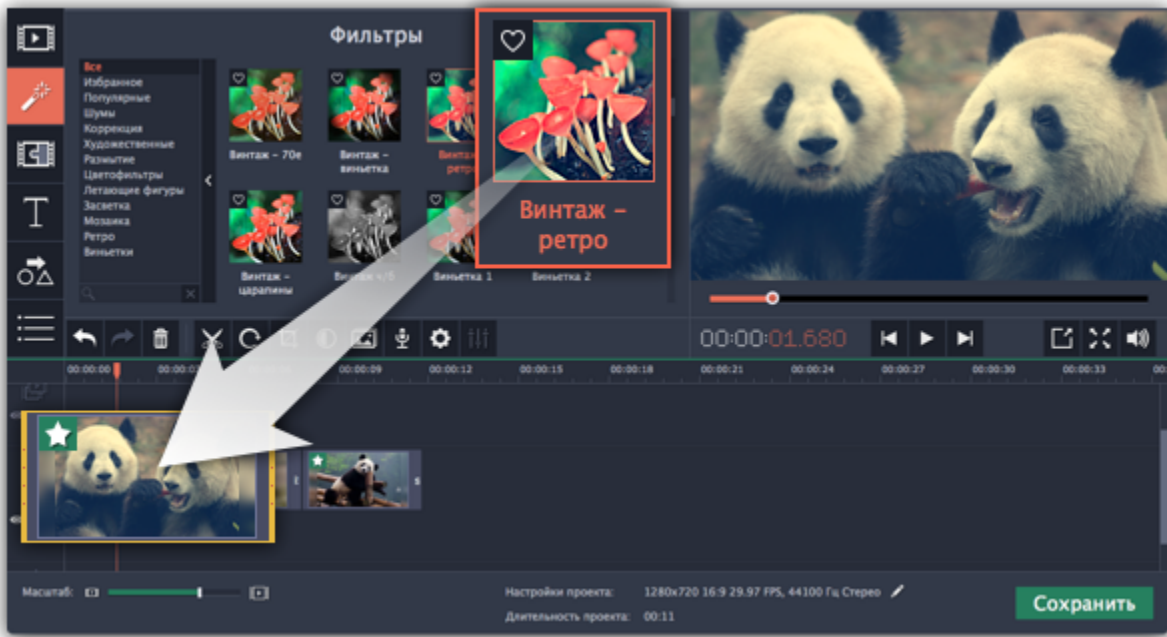 Фильтры
Все
Избранное
Популярные
Шумы
Коррекция
Художественные
Размытие
Цветофильтры
Летающие фигуры
Засветка
Мозаика
Ретро
Виньетки
Винтаж – 70е
Винтаж –
виньетка
Винтаж –
ретро
Винтаж –
царапины
Виньетка 1
Виньетка 2
T
00:00:01.680
00:00:00
00:00:09
00:00:12
00:00:15
00:00:18
00:00:21
00:00:24
00:00:27
00:00:30
00:00:33
Масштаб:
Настройки проекта: 1280x720 16:9 29.97 FPS, 44100 Гц Стерео
Длительность проекта: 00:11
Сохранить